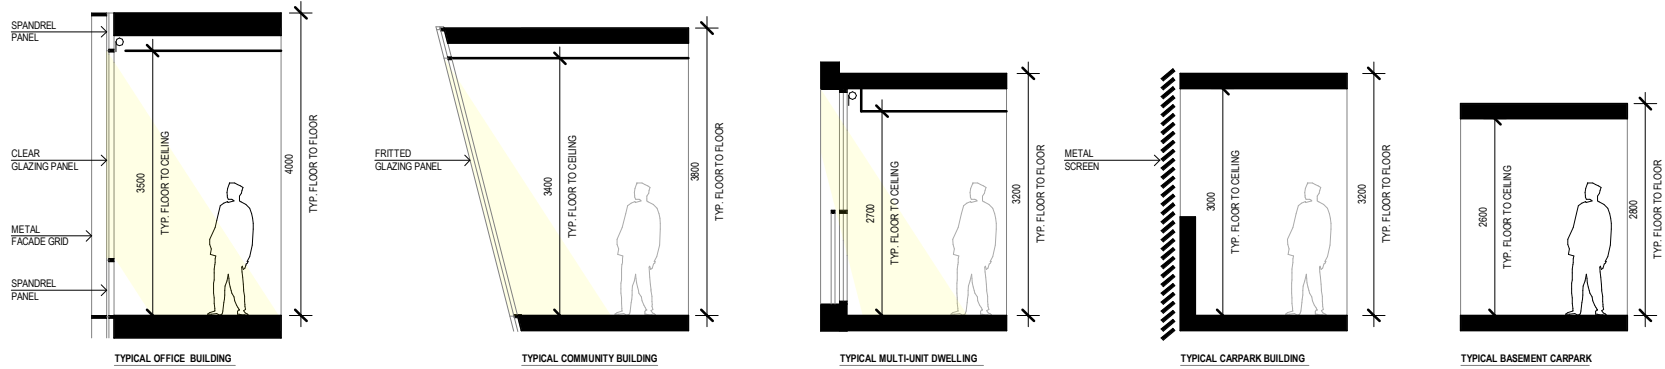 SPANDREL
PANEL
CLEAR
GLAZING PANEL
METAL
FACADE GRID
SPANDREL
PANEL
3500
TYP. FLOOR TO CEILING
4000
TYP. FLOOR TO FLOOR
TYPICAL OFFICE BUILDING
FRITTED
GLAZING PANEL
3400
TYP. FLOOR TO CEILING
3800
TYP. FLOOR TO FLOOR
TYPICAL COMMUNITY BUILDING
2700
TYP. FLOOR TO CEILING
3200
TYP. FLOOR TO FLOOR
TYPICAL MULTI-UNIT DWELLING
METAL
SCREEN
3000
TYP. FLOOR TO CEILING
3200
TYP. FLOOR TO FLOOR
TYPICAL CARPARK BUILDING
2600
TYP. FLOOR TO CEILING
2800
TYP. FLOOR TO FLOOR
TYPICAL BASEMENT CARPARK